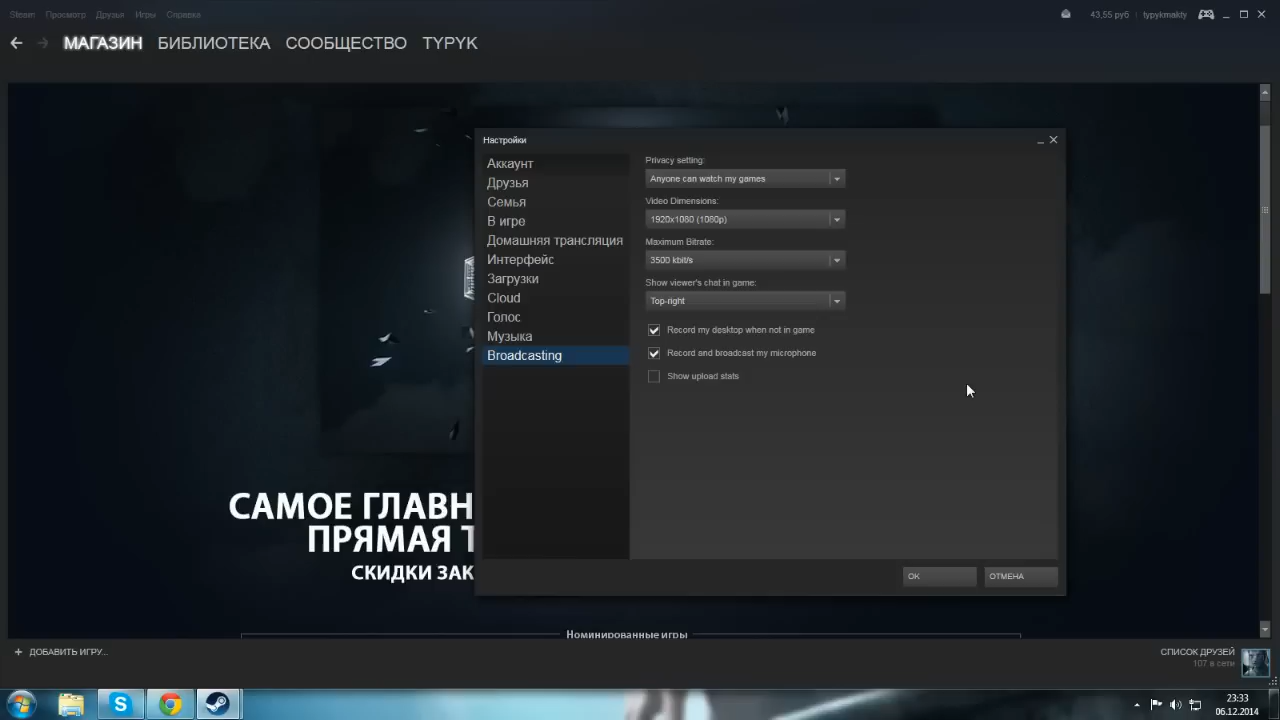 Steam Просмотр Друзья Игры Справка
43,55 руб typykmakty
МАГАЗИН БИБЛИОТЕКА СООБЩЕСТВО TYPYK
Настройки
Аккаунт
Друзья
Семья
В игре
Домашняя трансляция
Интерфейс
Загрузки
Cloud
Голос
Музыка
Broadcasting
Privacy setting:
Anyone can watch my games
Video Dimensions:
1920x1080 (1080p)
Maximum Bitrate:
3500 kbit/s
Show viewer's chat in game:
Top-right
Record my desktop when not in game
Record and broadcast my microphone
Show upload stats
OK ОТМЕНА
САМОЕ ГЛАВН
ПРЯМАЯ Т
СКИДКИ ЗАК
Номинированные игры
+ ДОБАВИТЬ ИГРУ...
СПИСОК ДРУЗЕЙ
107 в сети
23:33
06.12.2014